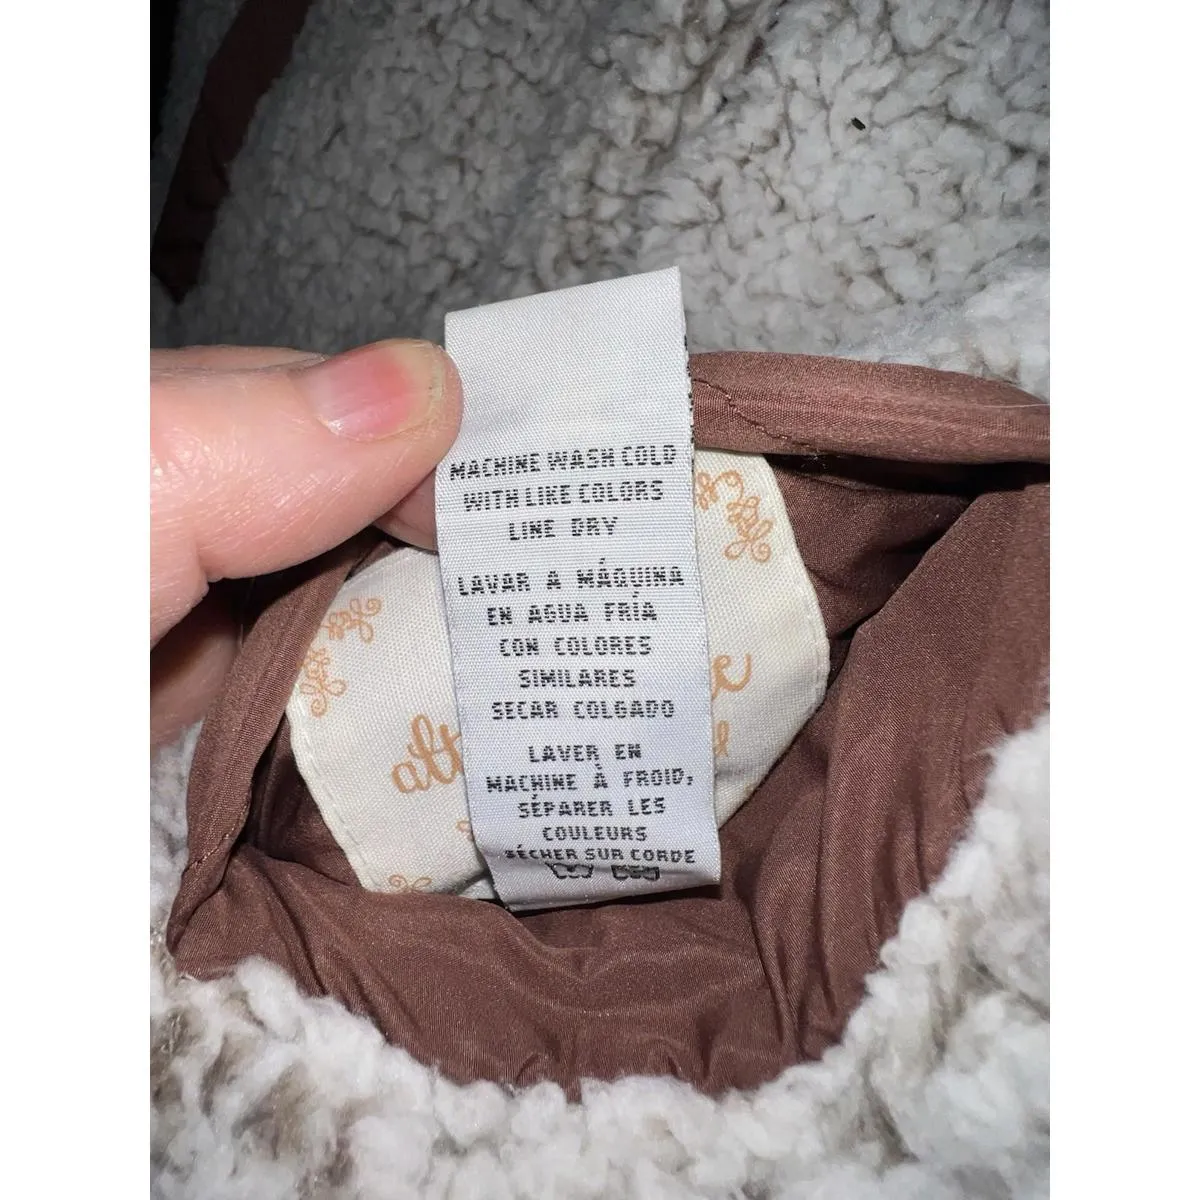 MACHINE WASH COLD
WITH LIKE COLORS
LINE DRY
LAVAR A MÁQUINA
EN AGUA FRÍA
CON COLORES
SIMILARES
SECAR COLGADO
LAVER EN
MACHINE À FROID,
SÉPARER LES
COULEURS
SÉCHER SUR CORDE